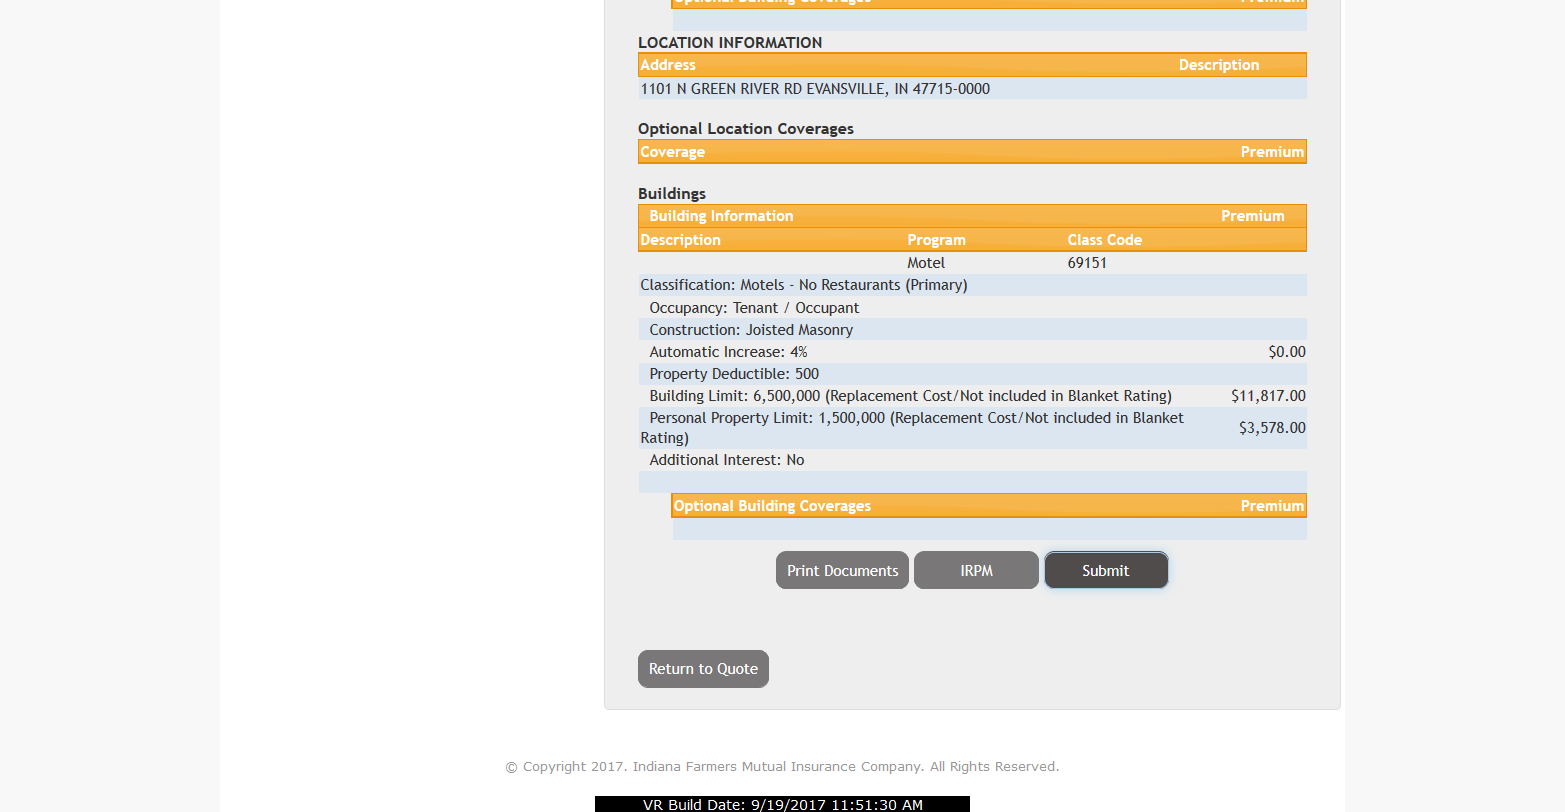 Optional Building Coverages Premium
LOCATION INFORMATION
Address Description
1101 N GREEN RIVER RD EVANSVILLE, IN 47715-0000
Optional Location Coverages
Coverage Premium
Buildings
Building Information Premium
Description Program Class Code
Motel 69151
Classification: Motels - No Restaurants (Primary)
Occupancy: Tenant / Occupant
Construction: Joisted Masonry
Automatic Increase: 4% $0.00
Property Deductible: 500
Building Limit: 6,500,000 (Replacement Cost/Not included in Blanket Rating) $11,817.00
Personal Property Limit: 1,500,000 (Replacement Cost/Not included in Blanket
Rating) $3,578.00
Additional Interest: No
Optional Building Coverages Premium
Print Documents IRPM Submit
Return to Quote
© Copyright 2017. Indiana Farmers Mutual Insurance Company. All Rights Reserved.
VR Build Date: 9/19/2017 11:51:30 AM